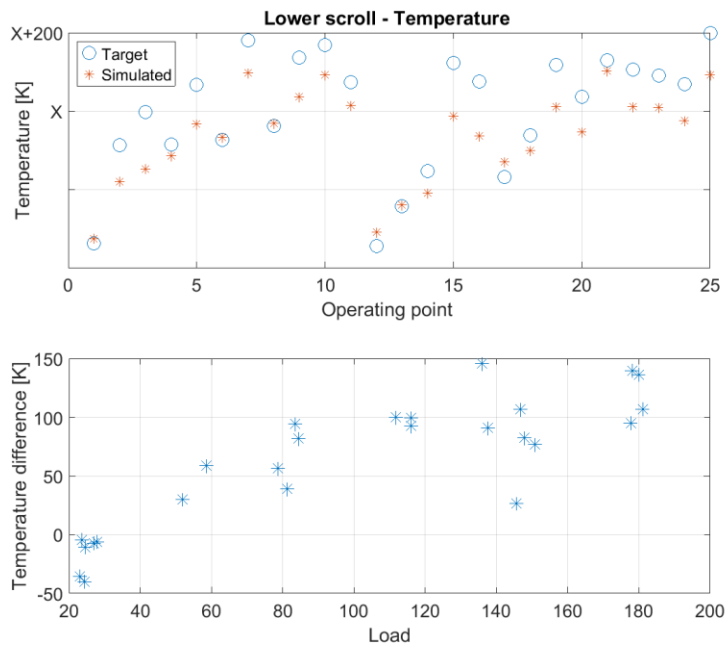 Lower scroll - Temperature
X+200
X
Temperature [K]
Target
Simulated
0 5 10 15 20 25
Operating point
150
100
50
0
-50
Temperature difference [K]
20 40 60 80 100 120 140 160 180 200
Load